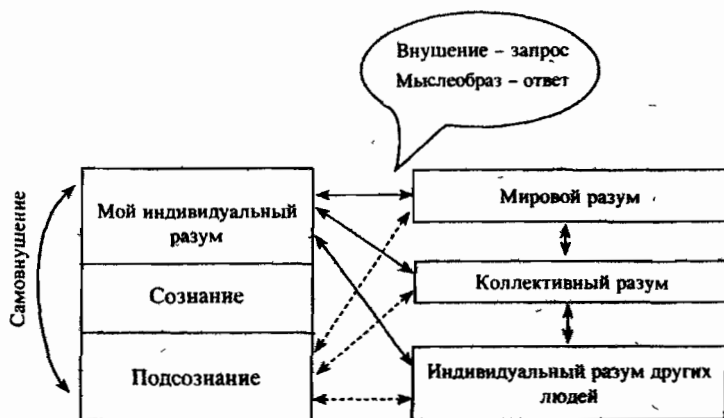 Внушение – запрос
Мыслеобраз – ответ
Самовнушение
Мой индивидуальный
разум
Сознание
Подсознание
Мировой разум
Коллективный разум
Индивидуальный разум других
людей